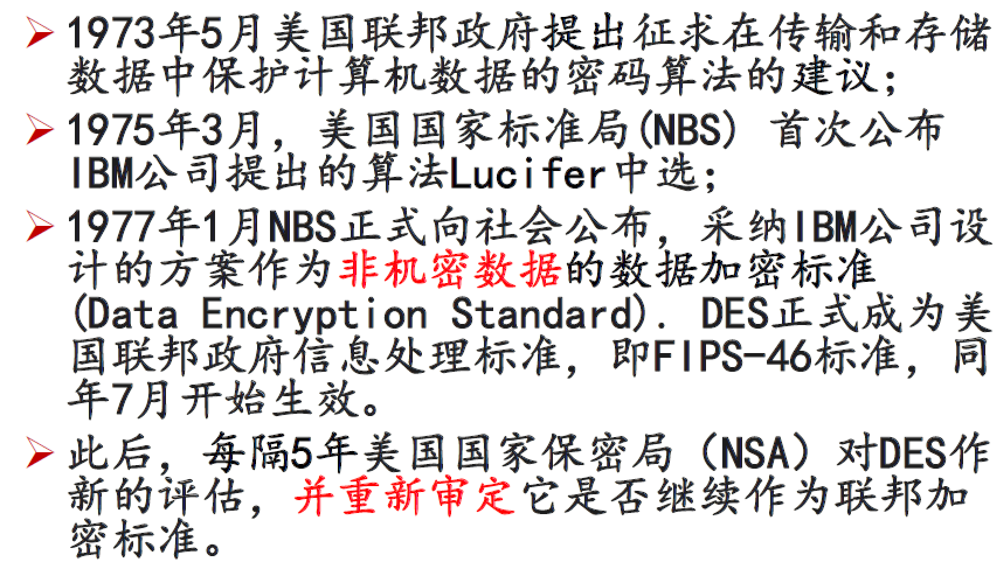 ➢ 1973年5月美国联邦政府提出征求在传输和存储
数据中保护计算机数据的密码算法的建议;
➢ 1975年3月，美国国家标准局(NBS) 首次公布
IBM公司提出的算法Lucifer中选;
➢ 1977年1月NBS正式向社会公布，采纳IBM公司设
计的方案作为非机密数据的数据加密标准
(Data Encryption Standard). DES正式成为美
国联邦政府信息处理标准，即FIPS-46标准，同
年7月开始生效。
➢ 此后，每隔5年美国国家保密局（NSA）对DES作
新的评估，并重新审定它是否继续作为联邦加
密标准。